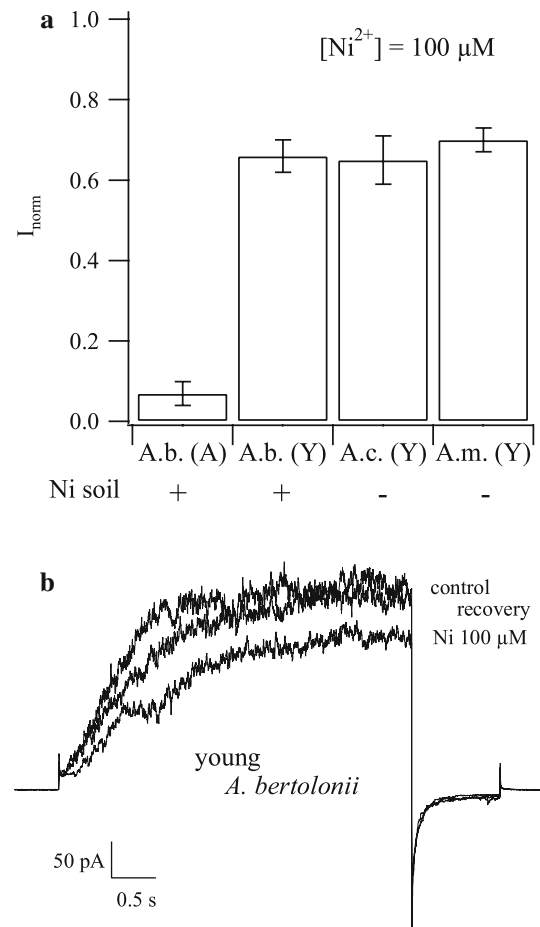 a
[Ni2+] = 100 µM
1.0
0.8
0.6
0.4
0.2
0.0
Inorm
A.b. (A) A.b. (Y) A.c. (Y) A.m. (Y)
Ni soil + + - -
b
control
recovery
Ni 100 µM
young
A. bertolonii
50 pA
0.5 s